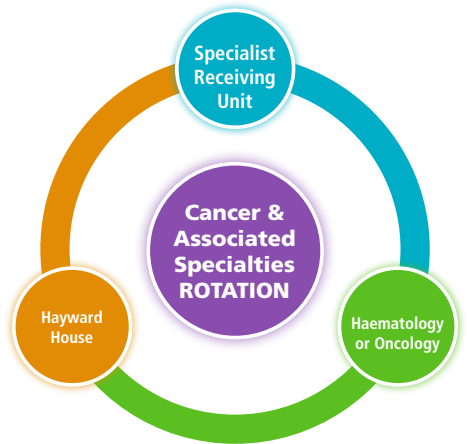 Specialist
Receiving
Unit
Cancer &
Associated
Specialties
ROTATION
Hayward
House
Haematology
or Oncology